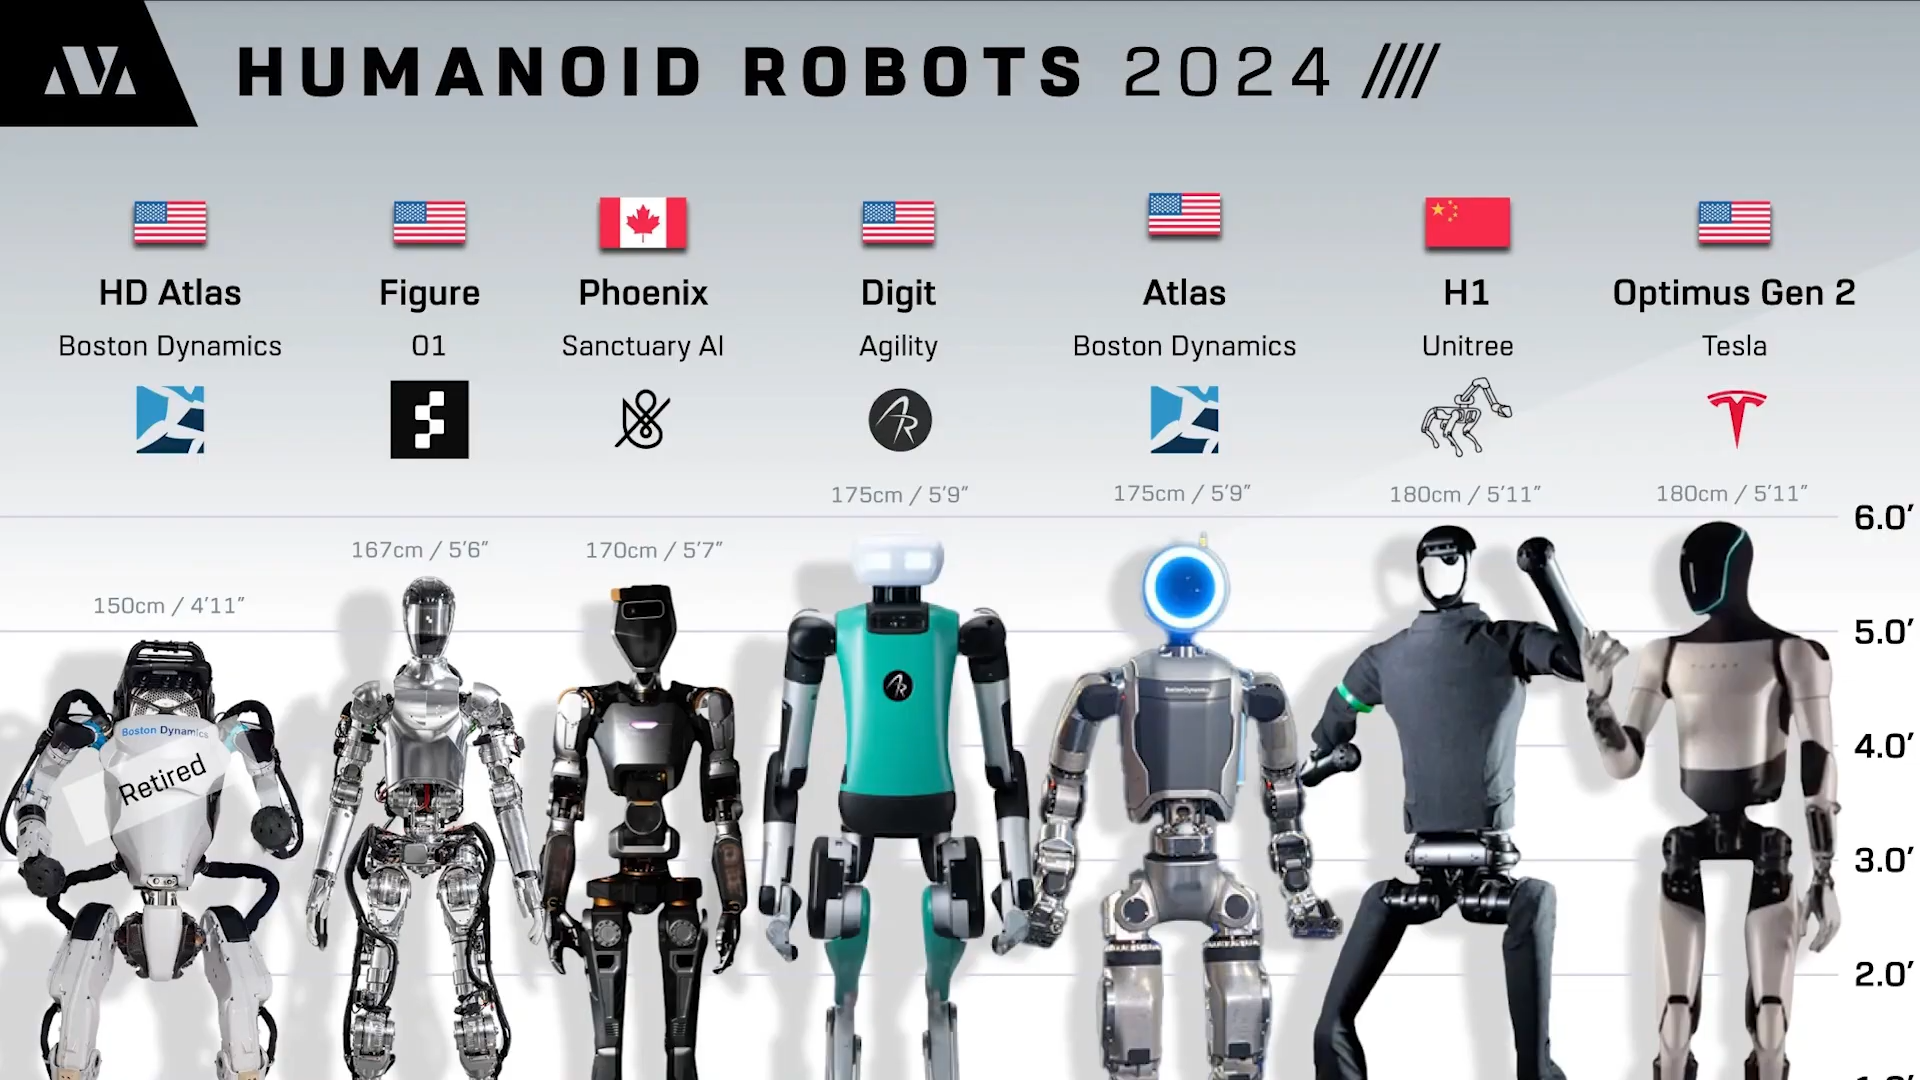 HUMANOID ROBOTS 2024 ////
HD Atlas
Boston Dynamics
150cm / 4'11"
Figure
01
167cm / 5'6"
Phoenix
Sanctuary AI
170cm / 5'7"
Digit
Agility
175cm / 5'9"
Atlas
Boston Dynamics
175cm / 5'9"
H1
Unitree
180cm / 5'11"
Optimus Gen 2
Tesla
180cm / 5'11"
6.0'
5.0'
4.0'
3.0'
2.0'
Boston Dynamics
Retired
AR
BostonDynamics